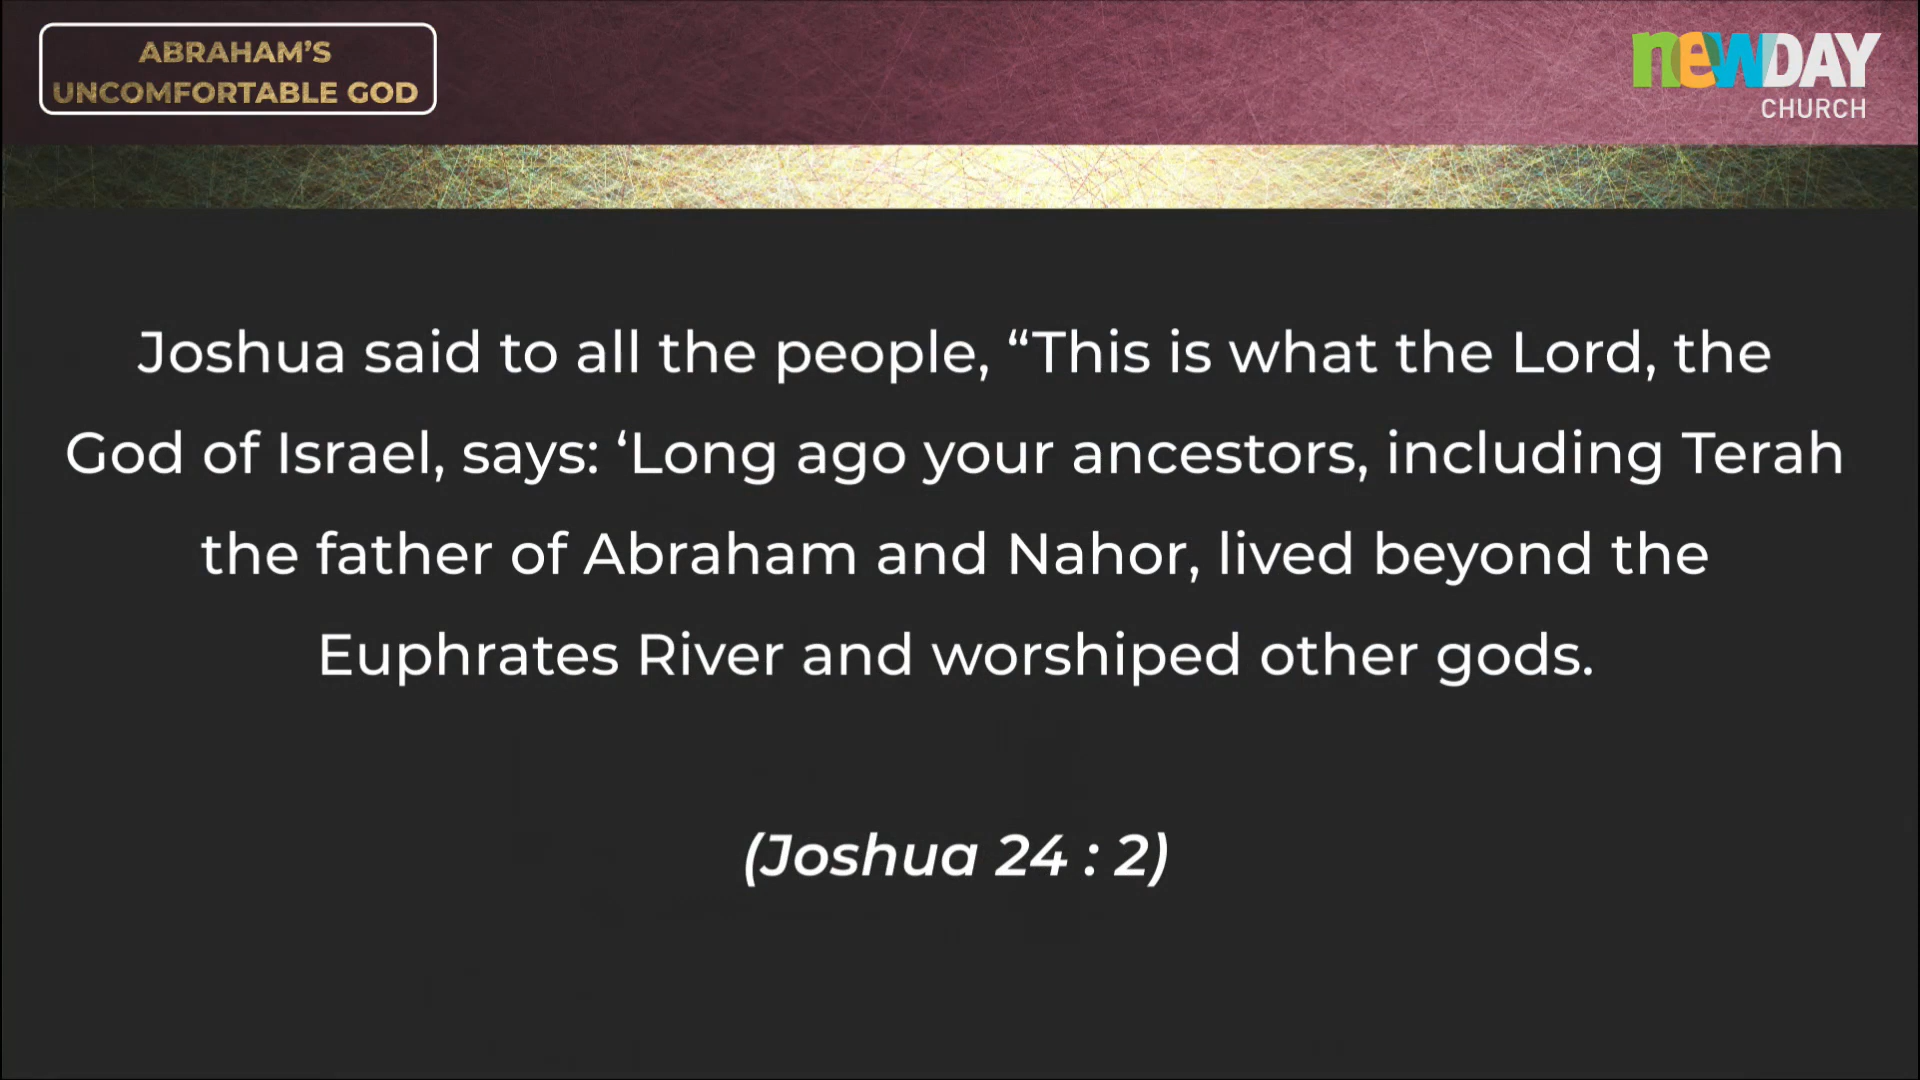 ABRAHAM’S
UNCOMFORTABLE GOD
newDAY
CHURCH
Joshua said to all the people, “This is what the Lord, the
God of Israel, says: ‘Long ago your ancestors, including Terah
the father of Abraham and Nahor, lived beyond the
Euphrates River and worshiped other gods.
(Joshua 24 : 2)